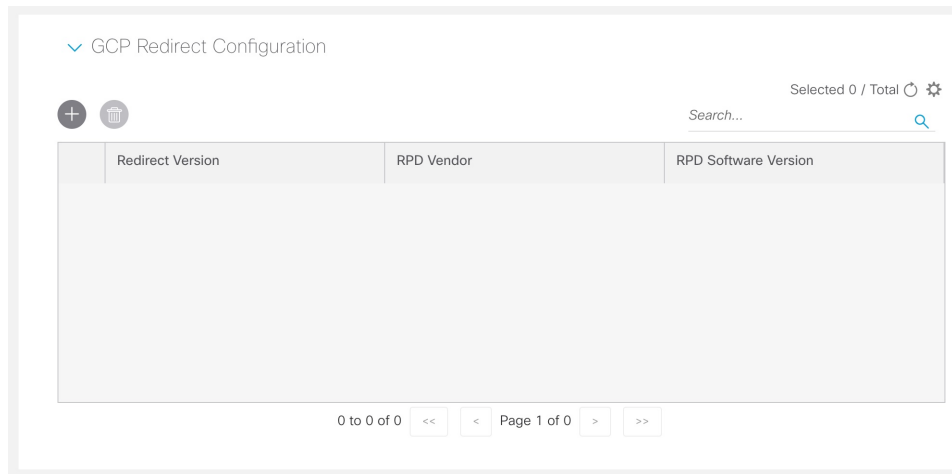 GCP Redirect Configuration
Selected 0 / Total
Search...
Redirect Version RPD Vendor RPD Software Version
0 to 0 of 0 << < Page 1 of 0 > >>